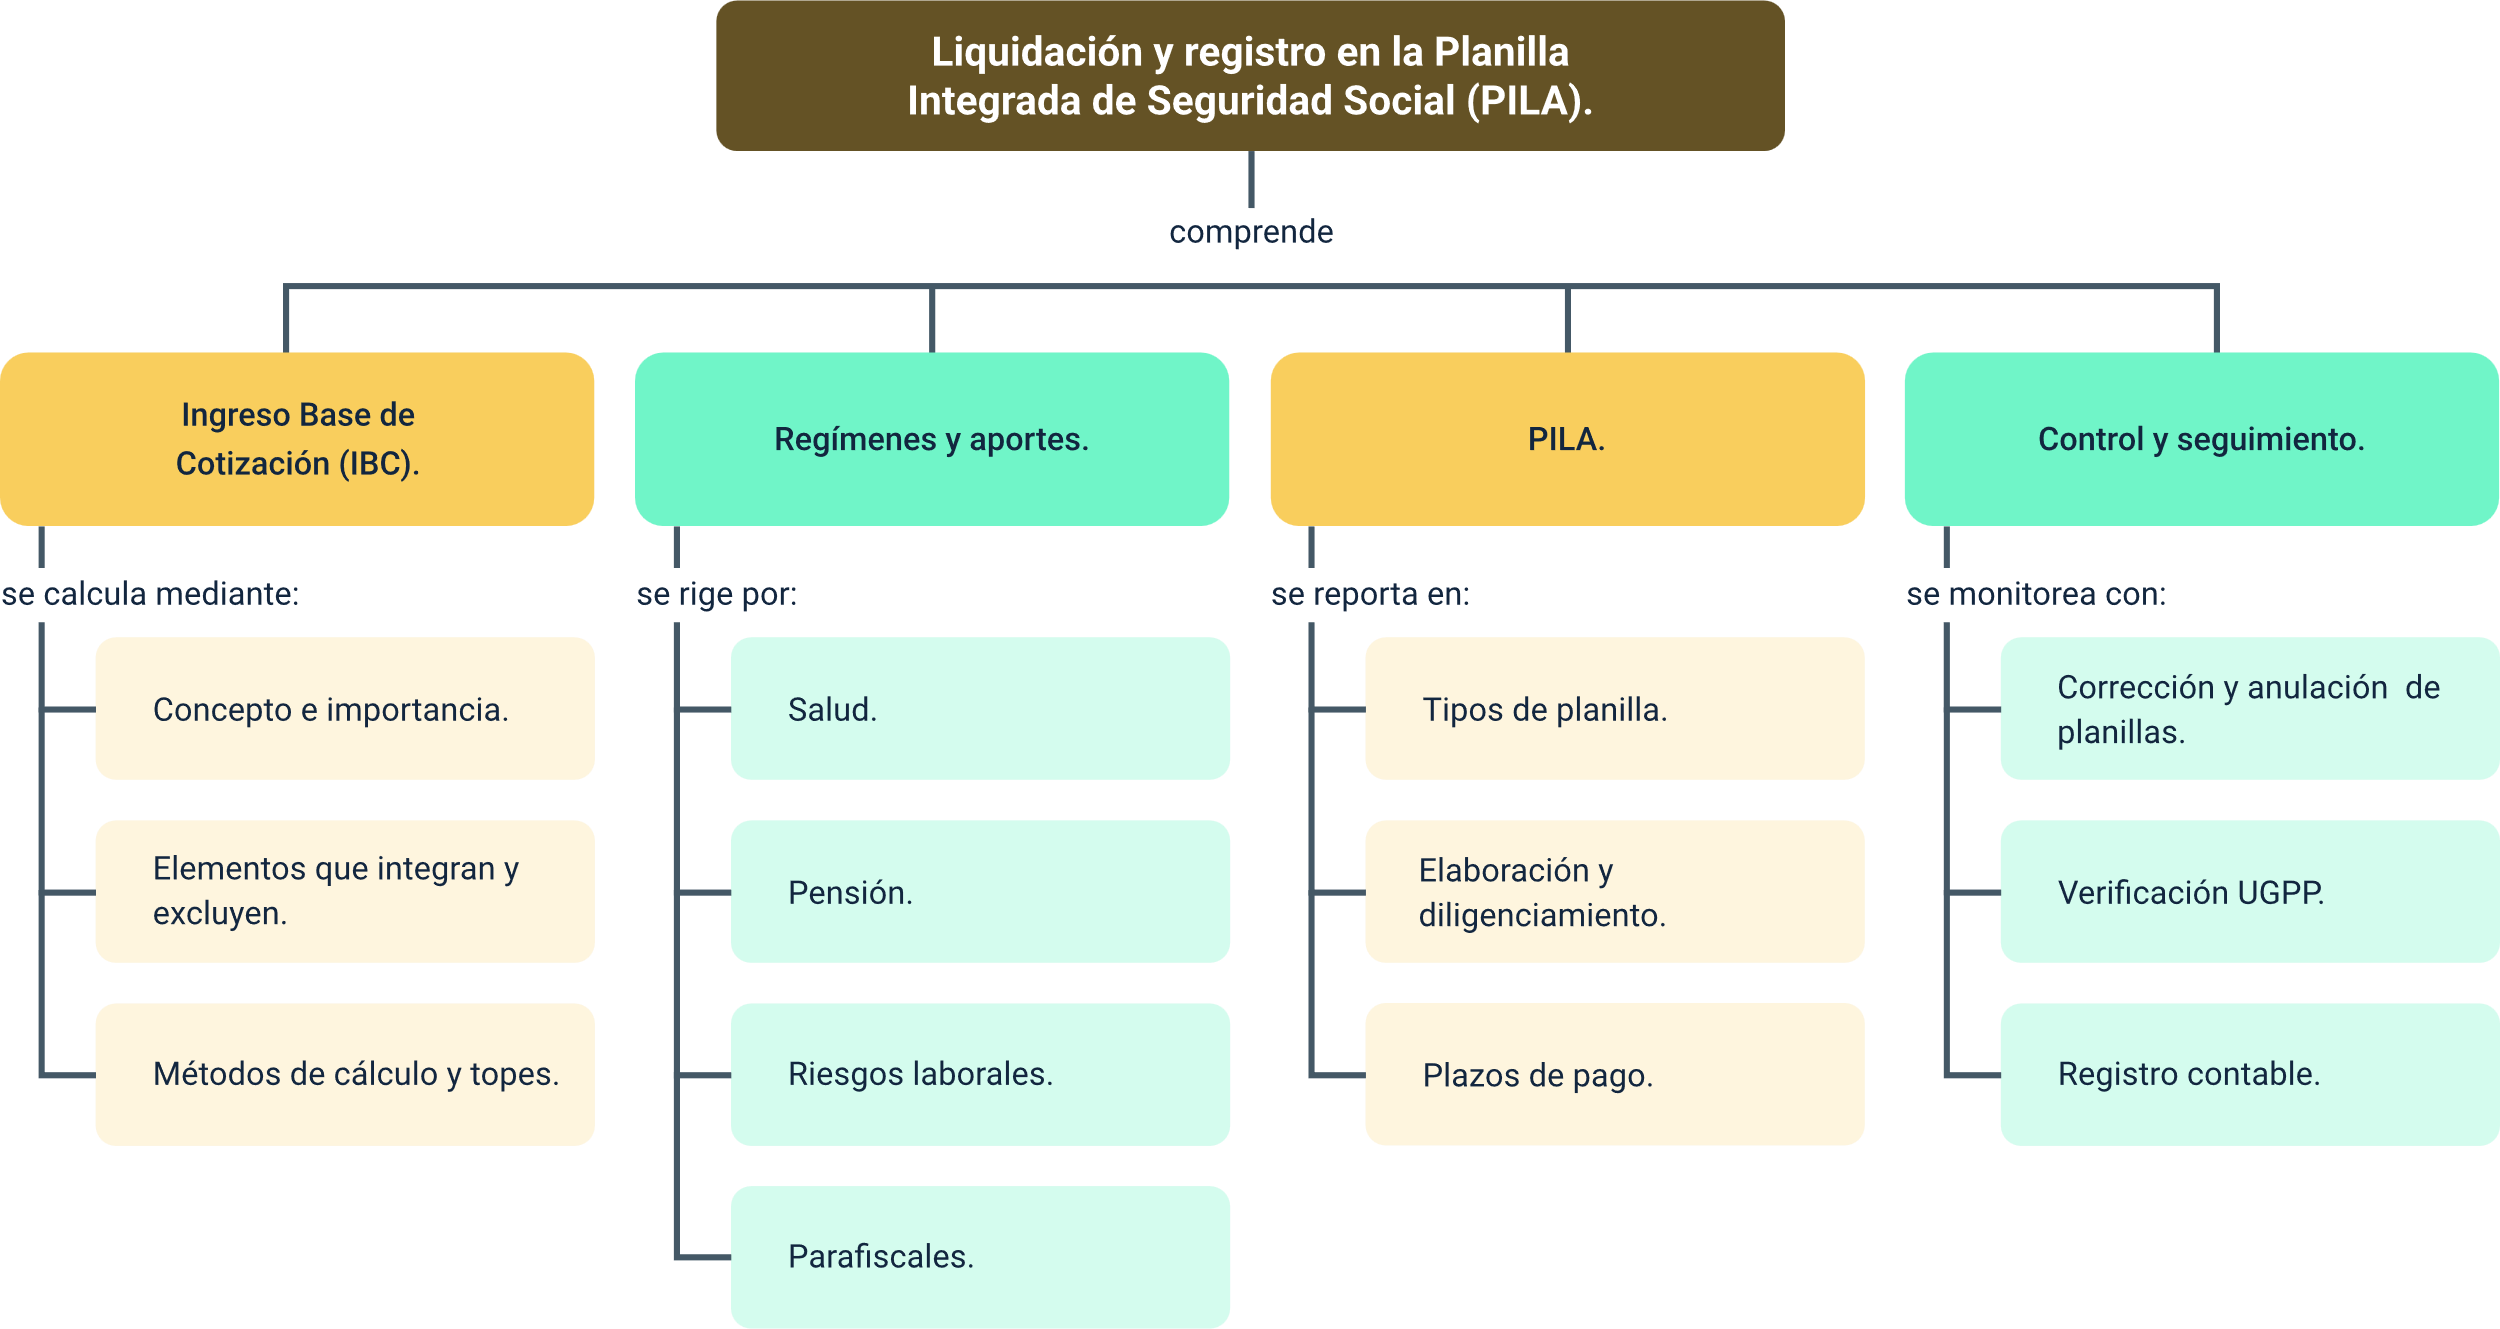 Liquidación y registro en la Planilla
Integrada de Seguridad Social (PILA).
comprende
Ingreso Base de
Cotización (IBC).
se calcula mediante:
Concepto e importancia.
Elementos que integran y
excluyen.
Métodos de cálculo y topes.
Regímenes y aportes.
se rige por:
Salud.
Pensión.
Riesgos laborales.
Parafiscales.
PILA.
se reporta en:
Tipos de planilla.
Elaboración y
diligenciamiento.
Plazos de pago.
Control y seguimiento.
se monitorea con:
Corrección y anulación  de
planillas.
Verificación UGPP.
Registro contable.